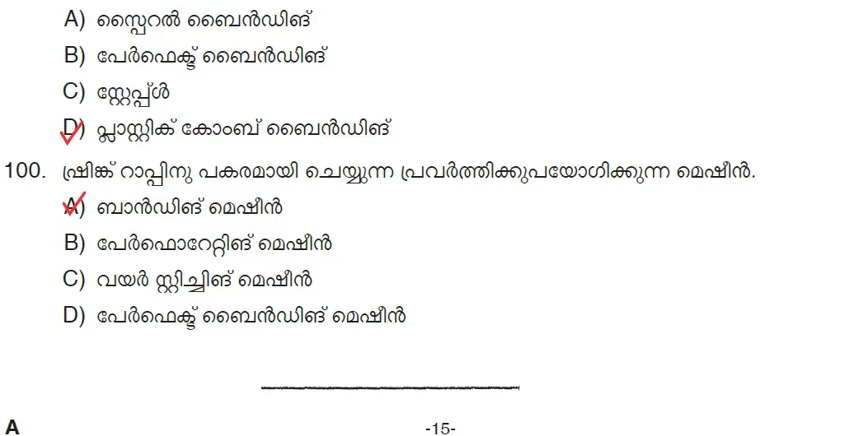 A) സ്പൈറൽ ബൈൻഡിങ്
B) പേർഫെക്ട് ബൈൻഡിങ്
C) സ്റ്റേപ്പ്ൾ
D) പ്ലാസ്റ്റിക് കോംബ് ബൈൻഡിങ്
100. ഷ്രിങ്ക് റാപ്പിനു പകരമായി ചെയ്യുന്ന പ്രവർത്തിക്കുപയോഗിക്കുന്ന മെഷീൻ.
A) ബാൻഡിങ് മെഷീൻ
B) പേർഫൊറേറ്റിങ് മെഷീൻ
C) വയർ സ്റ്റിച്ചിങ് മെഷീൻ
D) പേർഫെക്ട് ബൈൻഡിങ് മെഷീൻ
A -15-